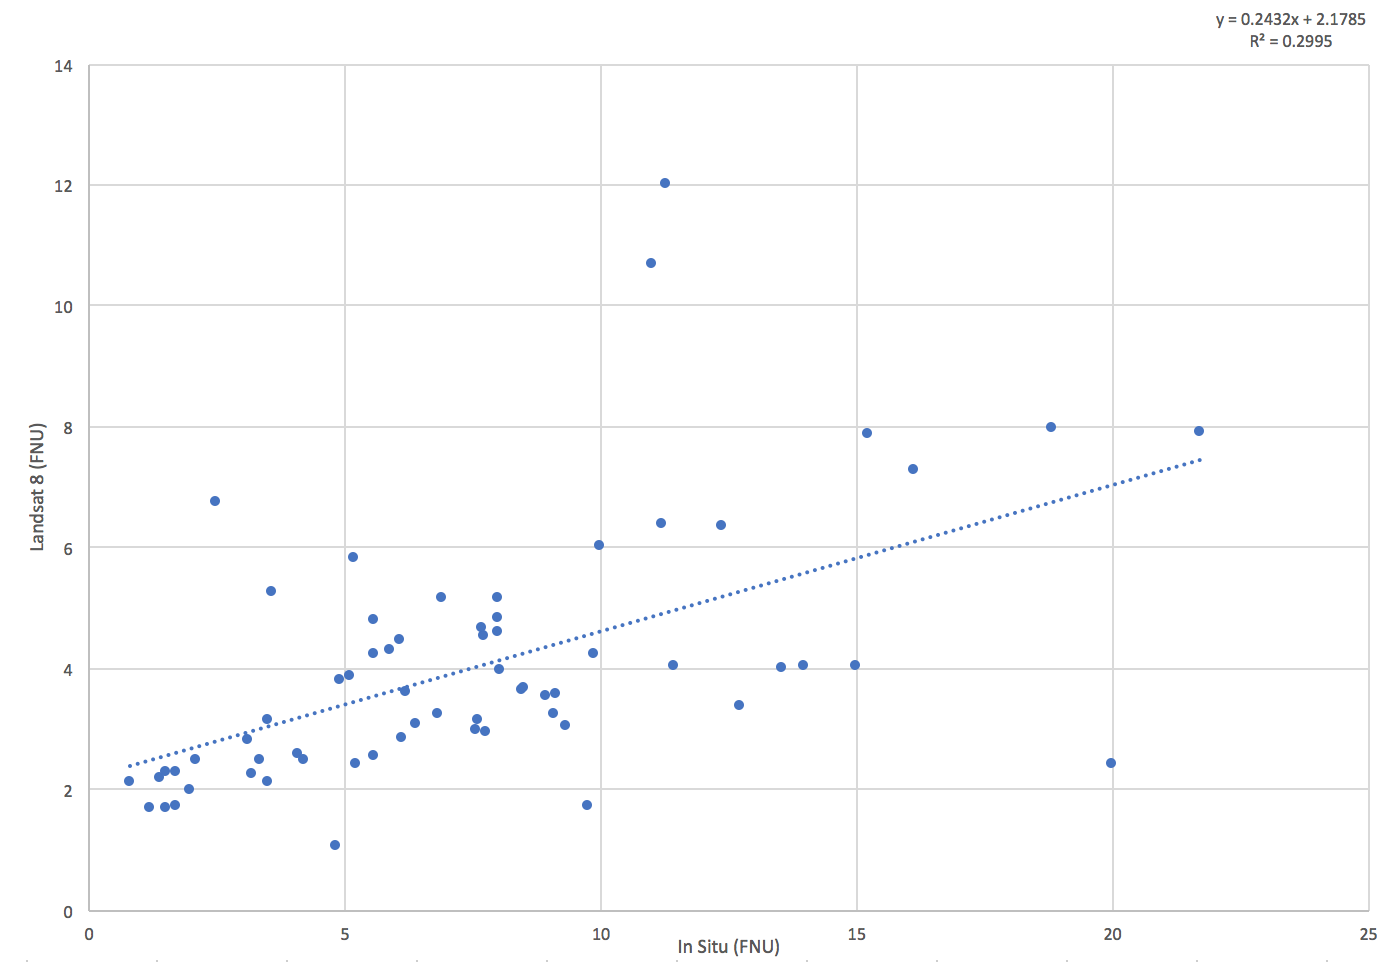 y = 0.2432x + 2.1785
R² = 0.2995
14
12
10
8
6
4
2
0
Landsat 8 (FNU)
0 5 10 15 20 25
In Situ (FNU)